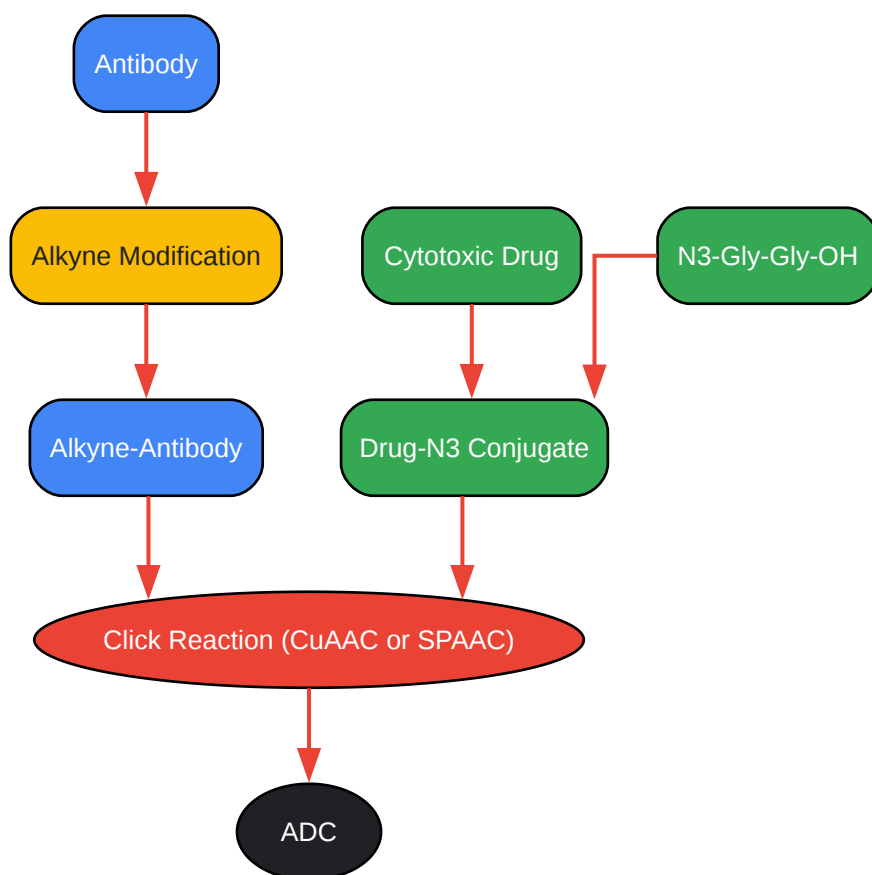 Antibody
Alkyne Modification
Cytotoxic Drug
N3-Gly-Gly-OH
Alkyne-Antibody
Drug-N3 Conjugate
Click Reaction (CuAAC or SPAAC)
ADC